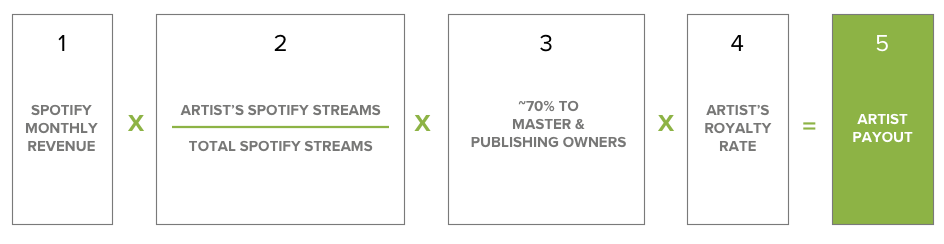 1
SPOTIFY
MONTHLY
REVENUE
X
2
ARTIST'S SPOTIFY STREAMS
TOTAL SPOTIFY STREAMS
X
3
~70% TO
MASTER &
PUBLISHING OWNERS
X
4
ARTIST'S
ROYALTY
RATE
=
5
ARTIST
PAYOUT